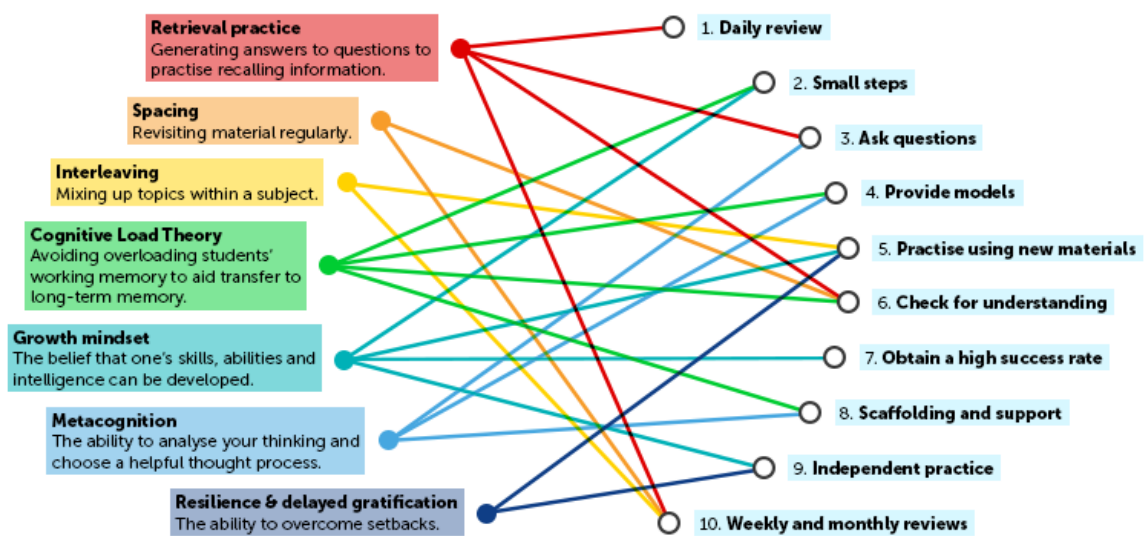 Retrieval practice
Generating answers to questions to
practise recalling information.
Spacing
Revisiting material regularly.
Interleaving
Mixing up topics within a subject.
Cognitive Load Theory
Avoiding overloading students'
working memory to aid transfer to
long-term memory.
Growth mindset
The belief that one's skills, abilities and
intelligence can be developed.
Metacognition
The ability to analyse your thinking and
choose a helpful thought process.
Resilience & delayed gratification
The ability to overcome setbacks.
1. Daily review
2. Small steps
3. Ask questions
4. Provide models
5. Practise using new materials
6. Check for understanding
7. Obtain a high success rate
8. Scaffolding and support
9. Independent practice
10. Weekly and monthly reviews